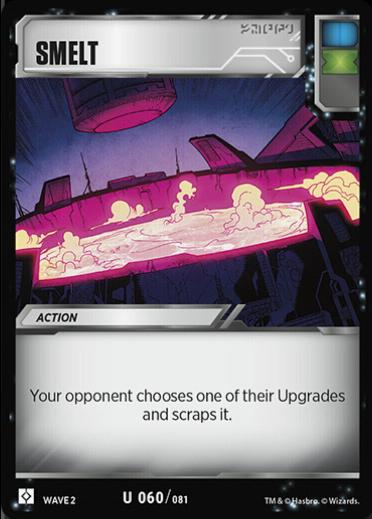 SMELT
ACTION
Your opponent chooses one of their Upgrades
and scraps it.
WAVE 2
U 060/081
TM & © Hasbro. © Wizards.